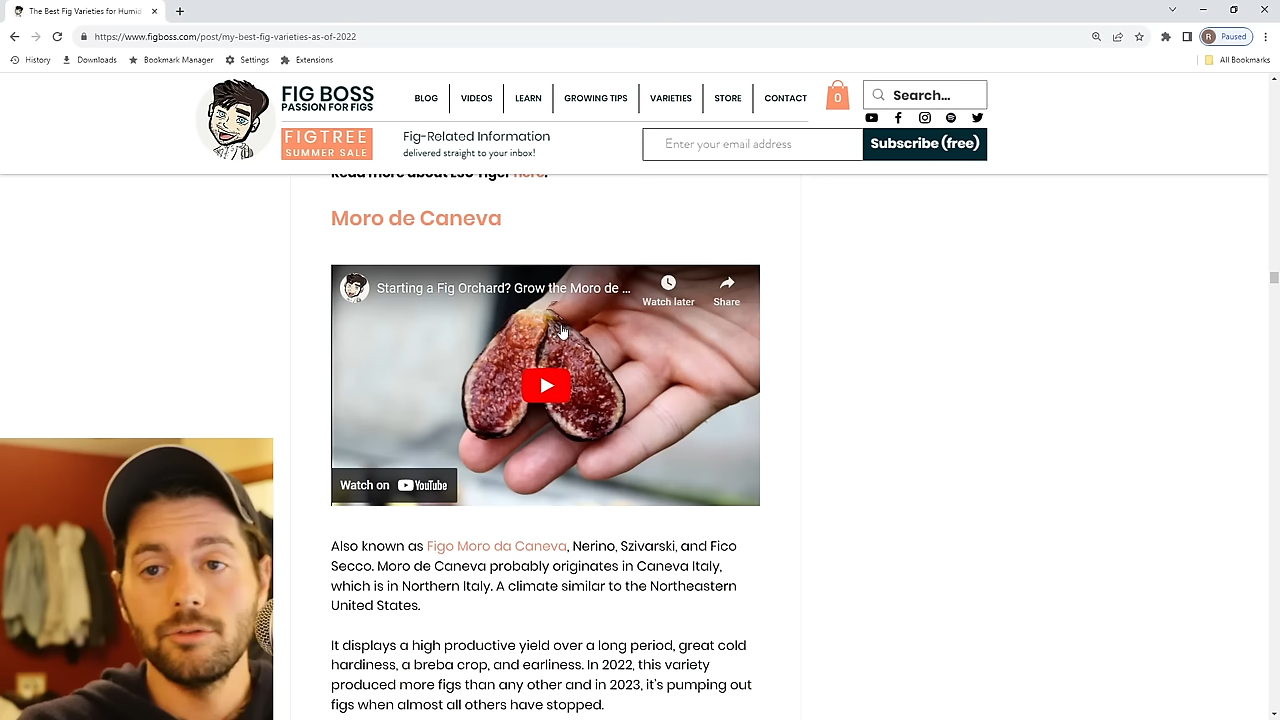 The Best Fig Varieties for Humid
https://www.figboss.com/post/my-best-fig-varieties-as-of-2022
R Paused
History Downloads Bookmark Manager Settings Extensions All Bookmarks
FIG BOSS
PASSION FOR FIGS
BLOG VIDEOS LEARN GROWING TIPS VARIETIES STORE CONTACT 0 Search...
FIGTREE
SUMMER SALE
Fig-Related Information
delivered straight to your inbox!
Enter your email address Subscribe (free)
Read more about LSU Tiger here.
Moro de Caneva
Starting a Fig Orchard? Grow the Moro de ...
Watch later Share
Watch on YouTube
Also known as Figo Moro da Caneva, Nerino, Szivarski, and Fico
Secco. Moro de Caneva probably originates in Caneva Italy,
which is in Northern Italy. A climate similar to the Northeastern
United States.
It displays a high productive yield over a long period, great cold
hardiness, a breba crop, and earliness. In 2022, this variety
produced more figs than any other and in 2023, it's pumping out
figs when almost all others have stopped.